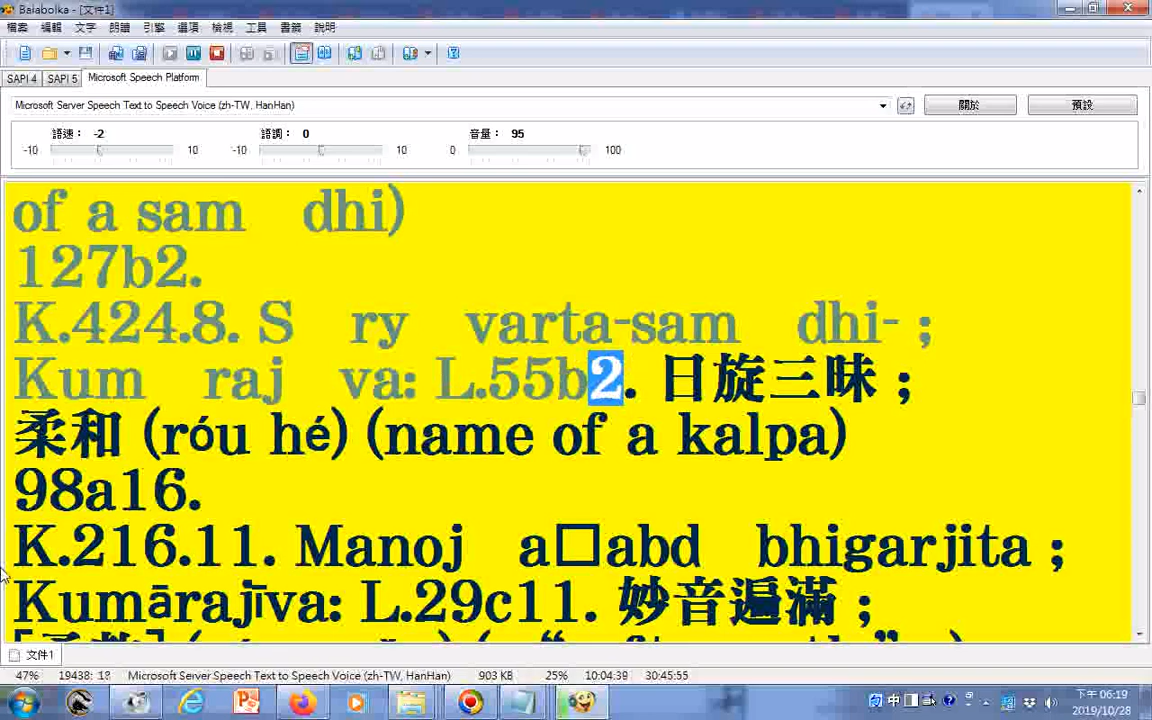 Balabolka - [文件1]
檔案 編輯 文字 朗讀 引擎 選項 檢視 工具 書籤 說明
SAPI 4 SAPI 5 Microsoft Speech Platform
Microsoft Server Speech Text to Speech Voice (zh-TW, HanHan)
關於 預設
語速： -2 語調： 0 音量： 95
-10 10 -10 10 0 100
of a sam dhi)
127b2.
K.424.8. S ry varta-sam dhi- ;
Kum raj va: L.55b2. 日旋三昧 ;
柔和 (róu hé) (name of a kalpa)
98a16.
K.216.11. Manoj a□abd bhigarjita ;
Kumārajīva: L.29c11. 妙音遍滿 ;
文件1
47% 19438: 13 Microsoft Server Speech Text to Speech Voice (zh-TW, HanHan) 903 KB 25% 10:04:39 30:45:55
中
下午 06:19
2019/10/28